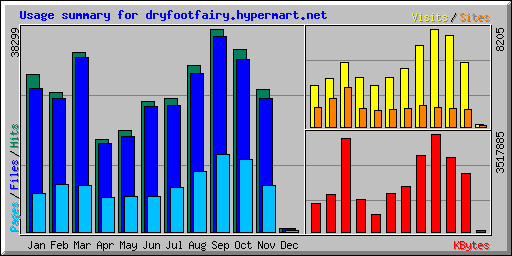 Usage summary for dryfootfairy.hypermart.net
Visits / Sites
38299
8205
Pages / Files / Hits
3517885
Jan Feb Mar Apr May Jun Jul Aug Sep Oct Nov Dec
KBytes